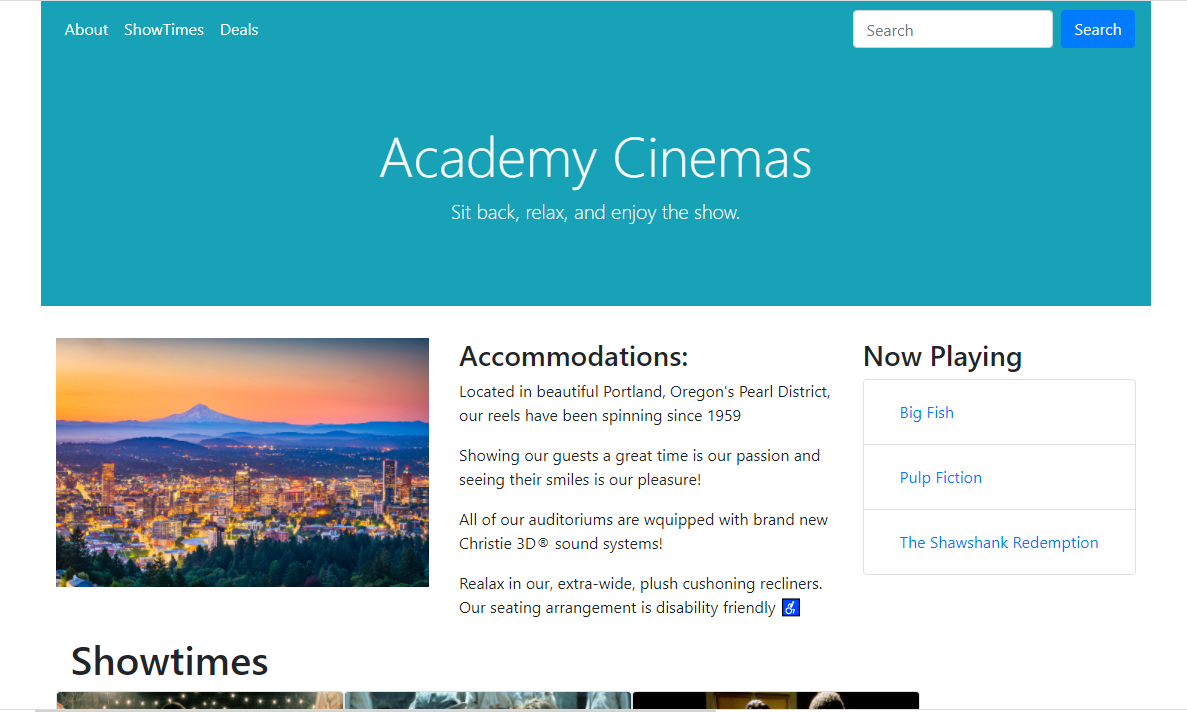 About ShowTimes Deals Search Search
Academy Cinemas
Sit back, relax, and enjoy the show.
Accommodations:
Located in beautiful Portland, Oregon's Pearl District,
our reels have been spinning since 1959
Showing our guests a great time is our passion and
seeing their smiles is our pleasure!
All of our auditoriums are wquipped with brand new
Christie 3D® sound systems!
Realax in our, extra-wide, plush cushoning recliners.
Our seating arrangement is disability friendly ♿
Now Playing
Big Fish
Pulp Fiction
The Shawshank Redemption
Showtimes